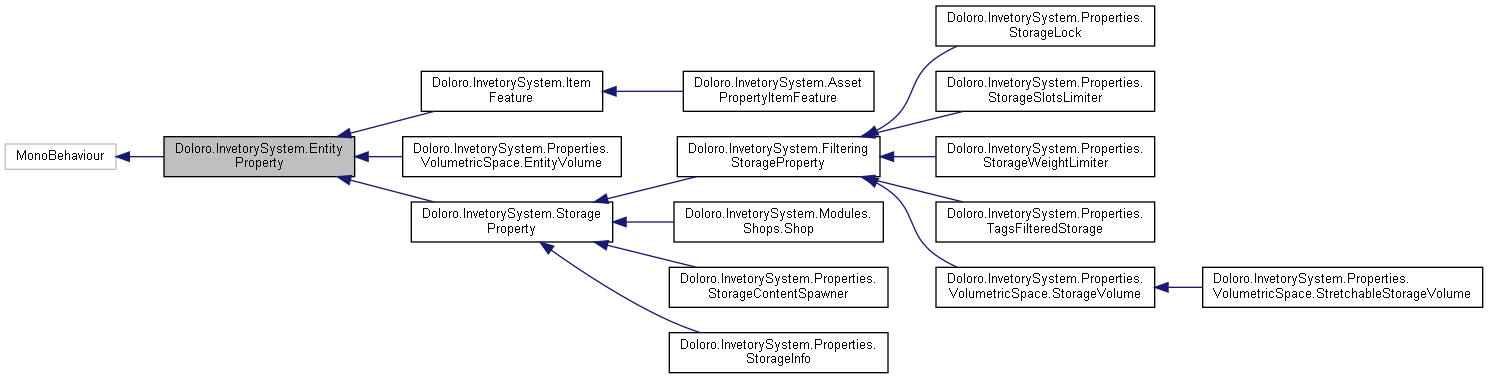 MonoBehaviour
Doloro.InvetorySystem.Entity
Property
Doloro.InvetorySystem.Item
Feature
Doloro.InvetorySystem.Properties.
VolumetricSpace.EntityVolume
Doloro.InvetorySystem.Storage
Property
Doloro.InvetorySystem.Asset
PropertyItemFeature
Doloro.InvetorySystem.Filtering
StorageProperty
Doloro.InvetorySystem.Modules.
Shops.Shop
Doloro.InvetorySystem.Properties.
StorageContentSpawner
Doloro.InvetorySystem.Properties.
StorageInfo
Doloro.InvetorySystem.Properties.
StorageLock
Doloro.InvetorySystem.Properties.
StorageSlotsLimiter
Doloro.InvetorySystem.Properties.
StorageWeightLimiter
Doloro.InvetorySystem.Properties.
TagsFilteredStorage
Doloro.InvetorySystem.Properties.
VolumetricSpace.StorageVolume
Doloro.InvetorySystem.Properties.
VolumetricSpace.StretchableStorageVolume